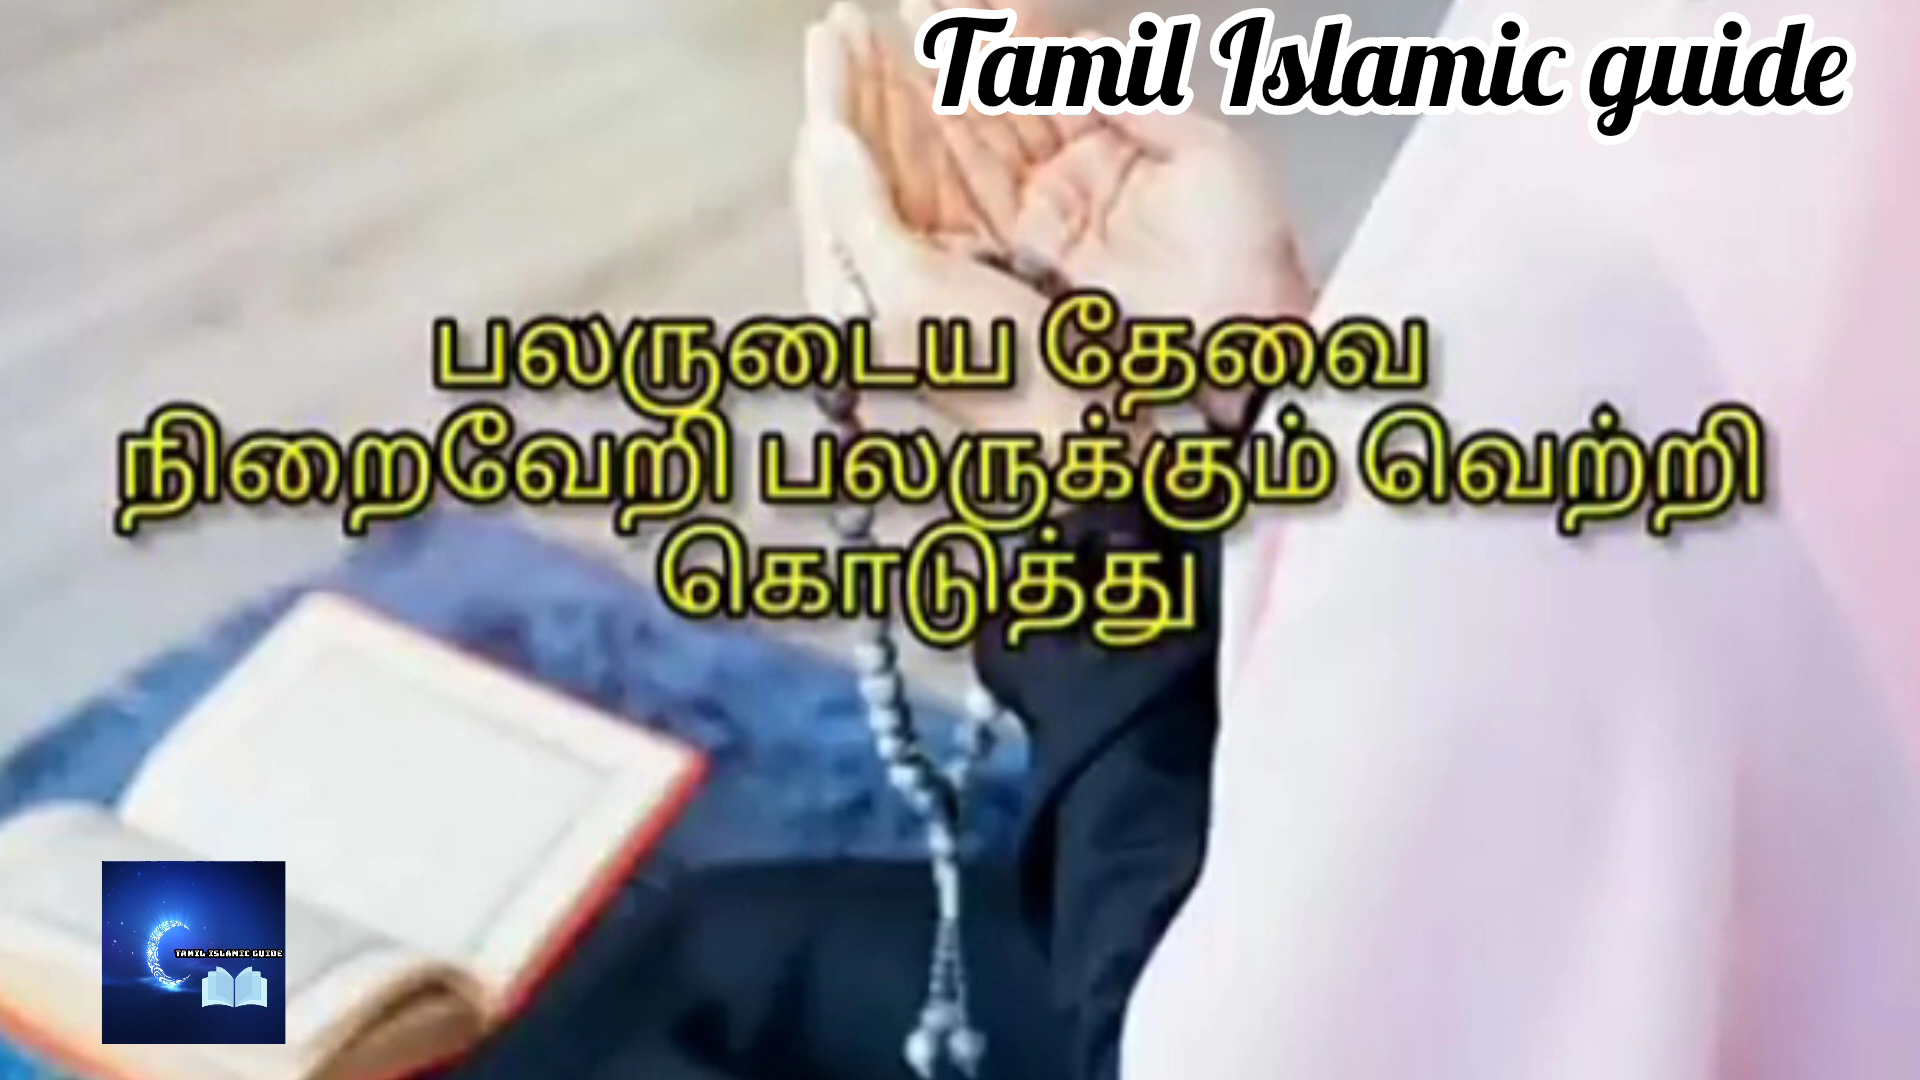 Tamil Islamic guide
பலருடைய தேவை
நிறைவேறி பலருக்கும் வெற்றி
கொடுத்து
TAMIL ISLAMIC GUIDE